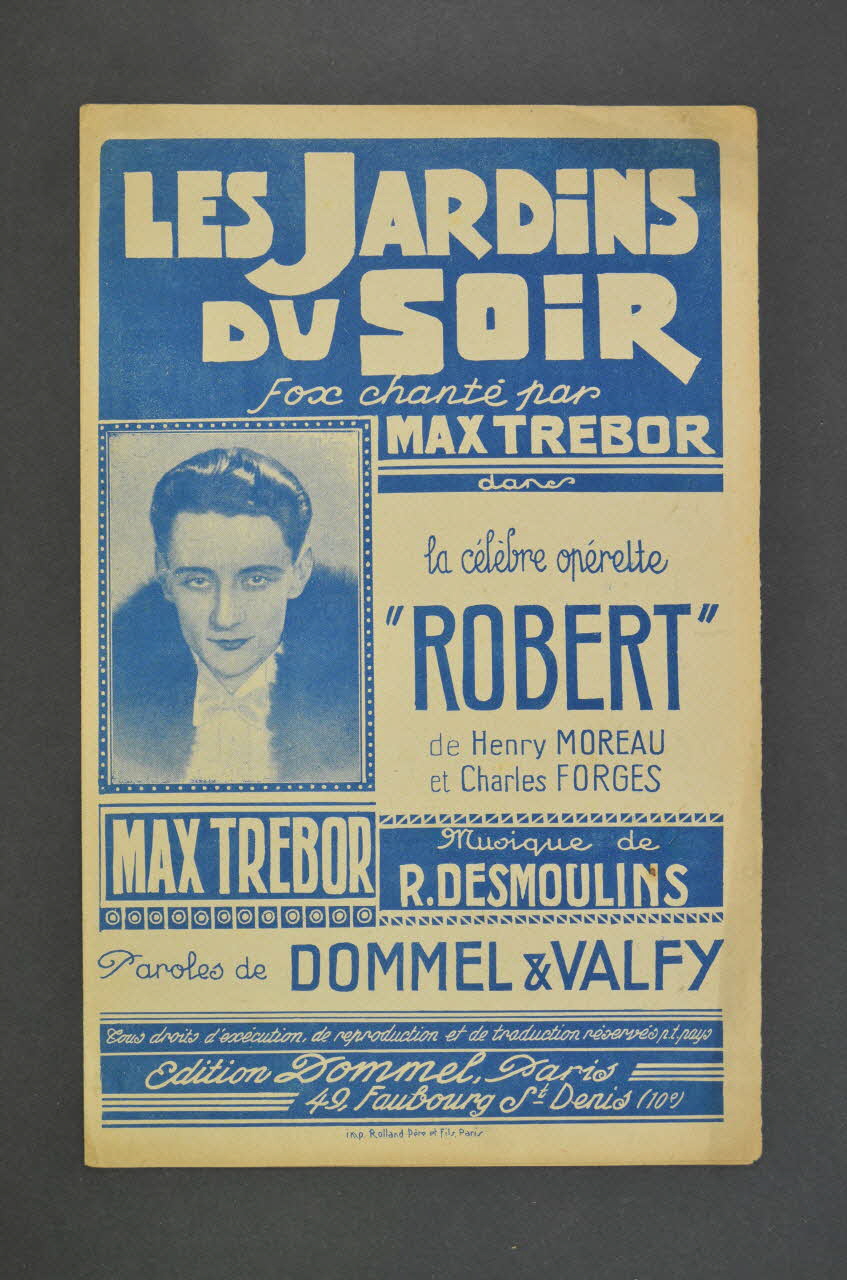 LES JARDINS
DU SOIR
Fox chanté par
MAX TREBOR
dans
la célèbre opérette
"ROBERT"
de Henry MOREAU
et Charles FORGES
MAX TREBOR
Musique de
R. DESMOULINS
Paroles de DOMMEL & VALFY
Tous droits d'exécution, de reproduction et de traduction réservés p.t. pays
Edition Dommel, Paris
49, Faubourg St Denis (10e)
imp. Rolland Père et Fils Paris